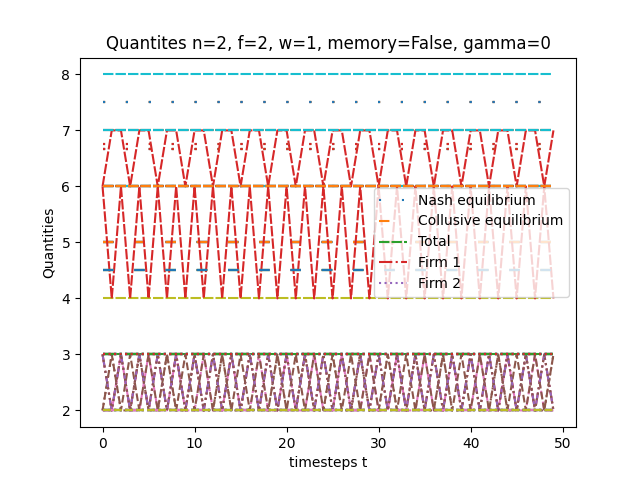 Quantites n=2, f=2, w=1, memory=False, gamma=0
8
7
6
5
4
3
2
Quantities
Nash equilibrium
Collusive equilibrium
Total
Firm 1
Firm 2
0 10 20 30 40 50
timesteps t